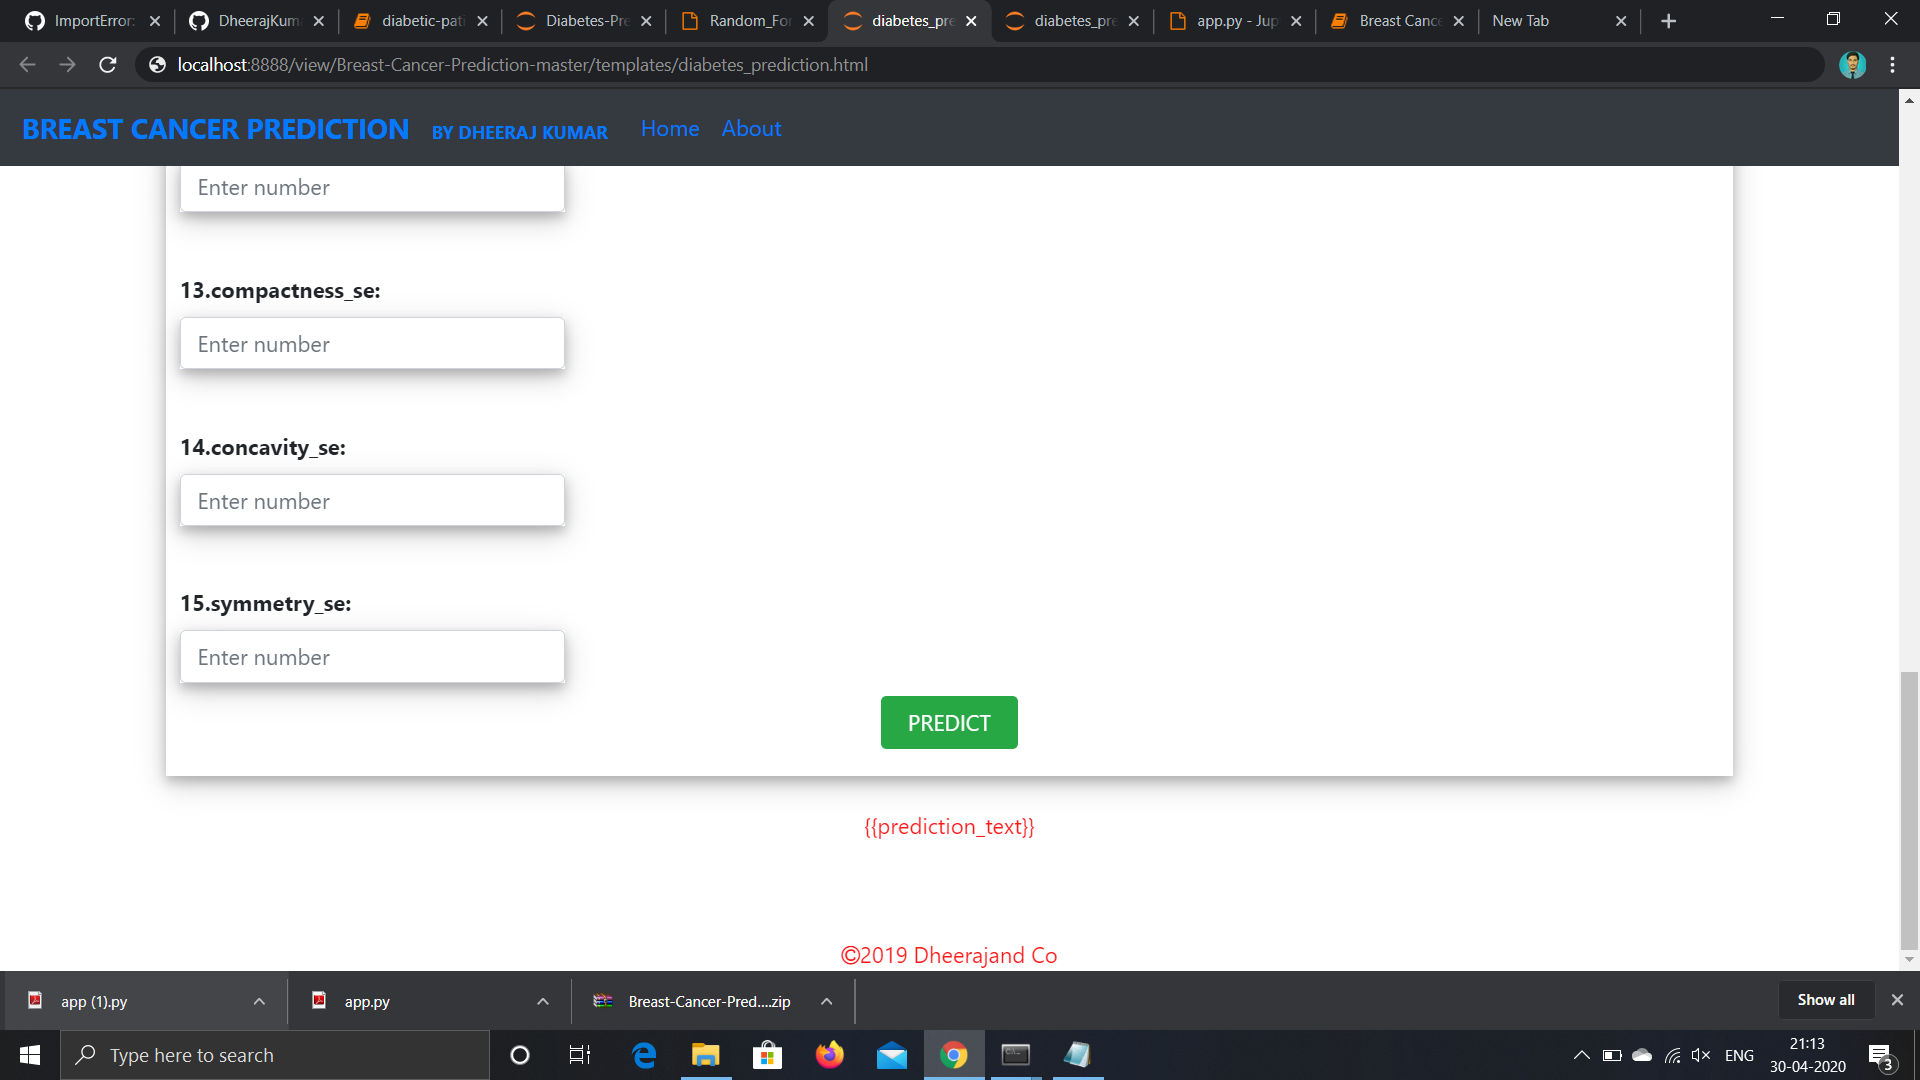 ImportError:
DheerajKum
diabetic-pati
Diabetes-Pre
Random_For
diabetes_pre
diabetes_pre
app.py - Jup
Breast Cance
New Tab
localhost:8888/view/Breast-Cancer-Prediction-master/templates/diabetes_prediction.html
BREAST CANCER PREDICTION BY DHEERAJ KUMAR Home About
Enter number
13.compactness_se:
Enter number
14.concavity_se:
Enter number
15.symmetry_se:
Enter number
PREDICT
{{prediction_text}}
©2019 Dheerajand Co
app (1).py
app.py
Breast-Cancer-Pred....zip
Show all
Type here to search
ENG
21:13
30-04-2020
3